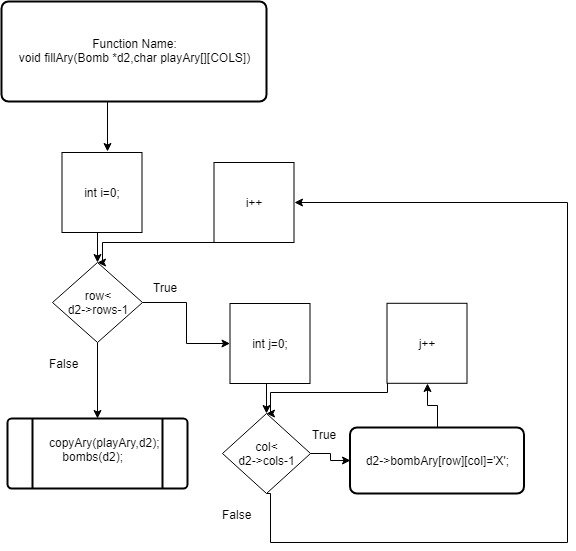 Function Name:
void fillAry(Bomb *d2,char playAry[][COLS])
int i=0;
i++
row<
d2->rows-1
True
int j=0;
j++
False
copyAry(playAry,d2);
bombs(d2);
col<
d2->cols-1
True
d2->bombAry[row][col]='X';
False